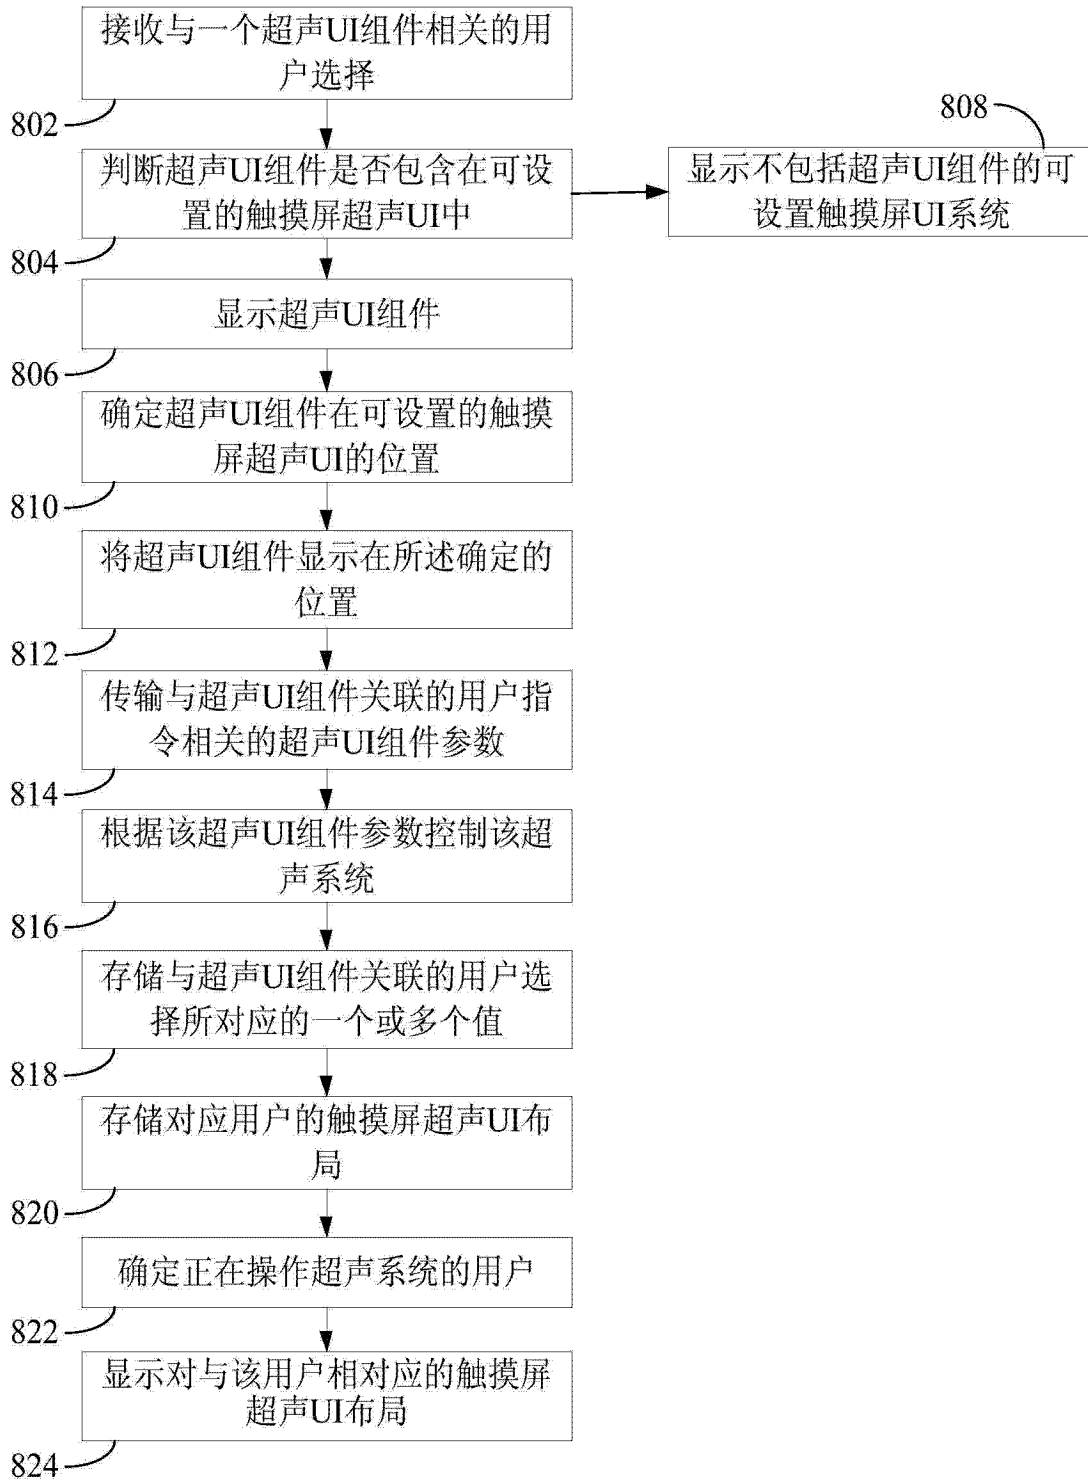 接收与一个超声UI组件相关的用
户选择
802
808
判断超声UI组件是否包含在可设
置的触摸屏超声UI中
804
显示不包括超声UI组件的可
设置触摸屏UI系统
显示超声UI组件
806
确定超声UI组件在可设置的触摸
屏超声UI的位置
810
将超声UI组件显示在所述确定的
位置
812
传输与超声UI组件关联的用户指
令相关的超声UI组件参数
814
根据该超声UI组件参数控制该超
声系统
816
存储与超声UI组件关联的用户选
择所对应的一个或多个值
818
存储对应用户的触摸屏超声UI布
局
820
确定正在操作超声系统的用户
822
显示对与该用户相对应的触摸屏
超声UI布局
824